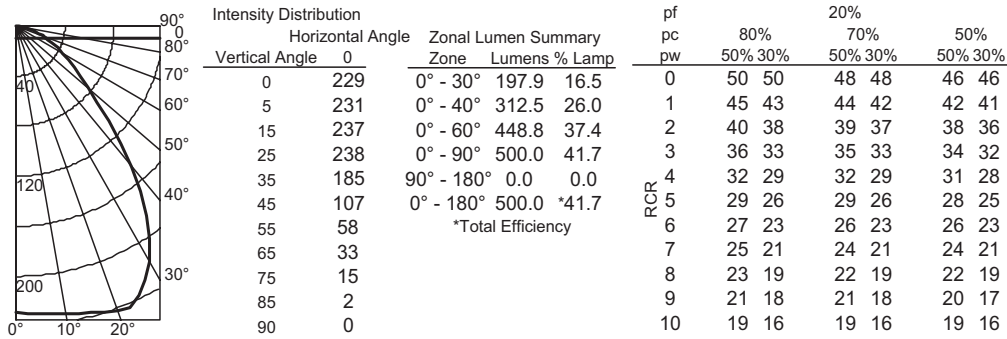 90°
0
80°
70°
40
60°
50°
120
40°
200
30°
0° 10° 20°
Intensity Distribution
Horizontal Angle
Vertical Angle 0
0 229
5 231
15 237
25 238
35 185
45 107
55 58
65 33
75 15
85 2
90 0
Zonal Lumen Summary
Zone Lumens % Lamp
0° - 30° 197.9 16.5
0° - 40° 312.5 26.0
0° - 60° 448.8 37.4
0° - 90° 500.0 41.7
90° - 180° 0.0 0.0
0° - 180° 500.0 *41.7
*Total Efficiency
pf 20%
pc 80% 70% 50%
pw 50% 30% 50% 30% 50% 30%
RCR
0 50 50 48 48 46 46
1 45 43 44 42 42 41
2 40 38 39 37 38 36
3 36 33 35 33 34 32
4 32 29 32 29 31 28
5 29 26 29 26 28 25
6 27 23 26 23 26 23
7 25 21 24 21 24 21
8 23 19 22 19 22 19
9 21 18 21 18 20 17
10 19 16 19 16 19 16